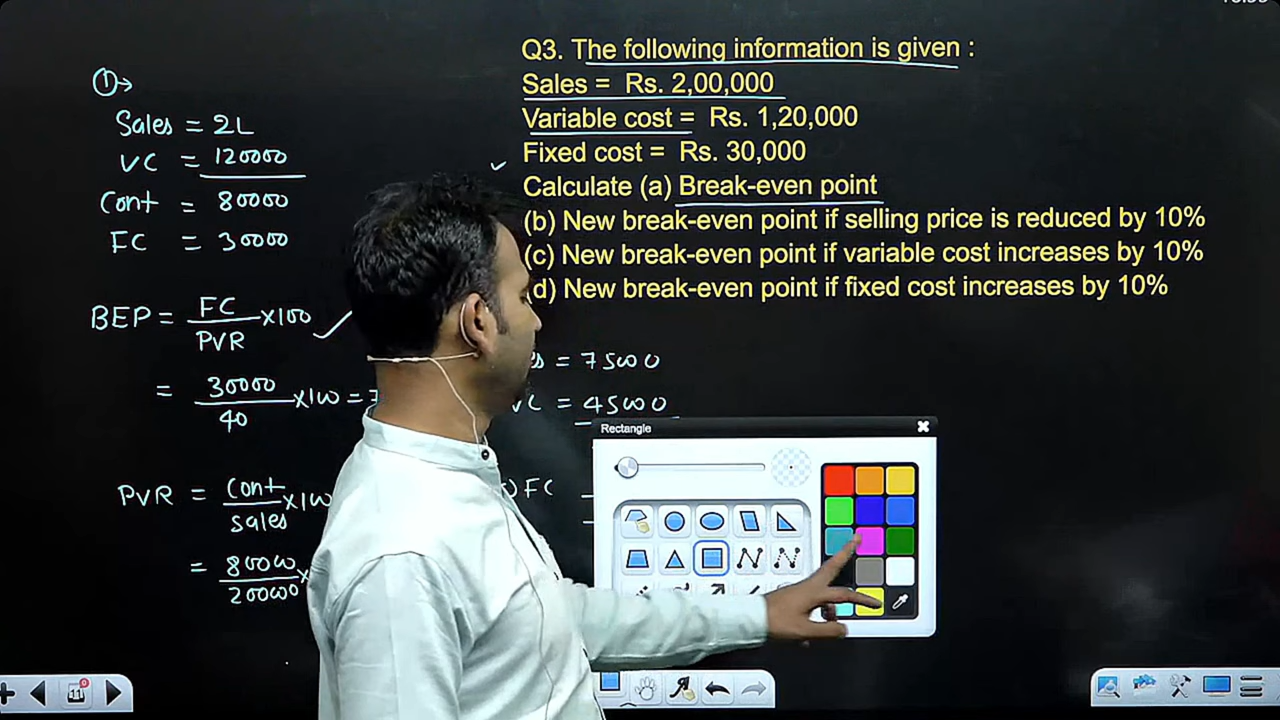 Q3. The following information is given :
Sales = Rs. 2,00,000
Variable cost = Rs. 1,20,000
Fixed cost = Rs. 30,000
Calculate (a) Break-even point
(b) New break-even point if selling price is reduced by 10%
(c) New break-even point if variable cost increases by 10%
d) New break-even point if fixed cost increases by 10%
①→
Sales = 2L
VC = 120000
Cont = 80000
FC = 30000
BEP = FC/PVR ×100
= 30000/40 ×100 = 7
PVR = Cont/Sales ×100
= 80000/200000 ×
= 75000
VC = 45000
FC
Rectangle
11